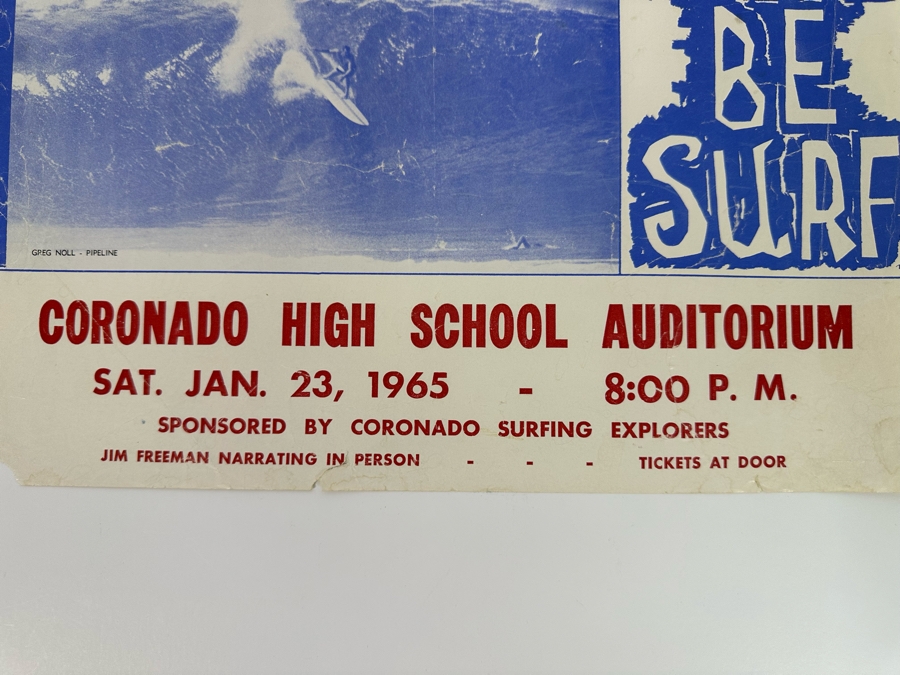 BE
SURF
GREG NOLL - PIPELINE
CORONADO HIGH SCHOOL AUDITORIUM
SAT. JAN. 23, 1965 - 8:00 P. M.
SPONSORED BY CORONADO SURFING EXPLORERS
JIM FREEMAN NARRATING IN PERSON - - - TICKETS AT DOOR